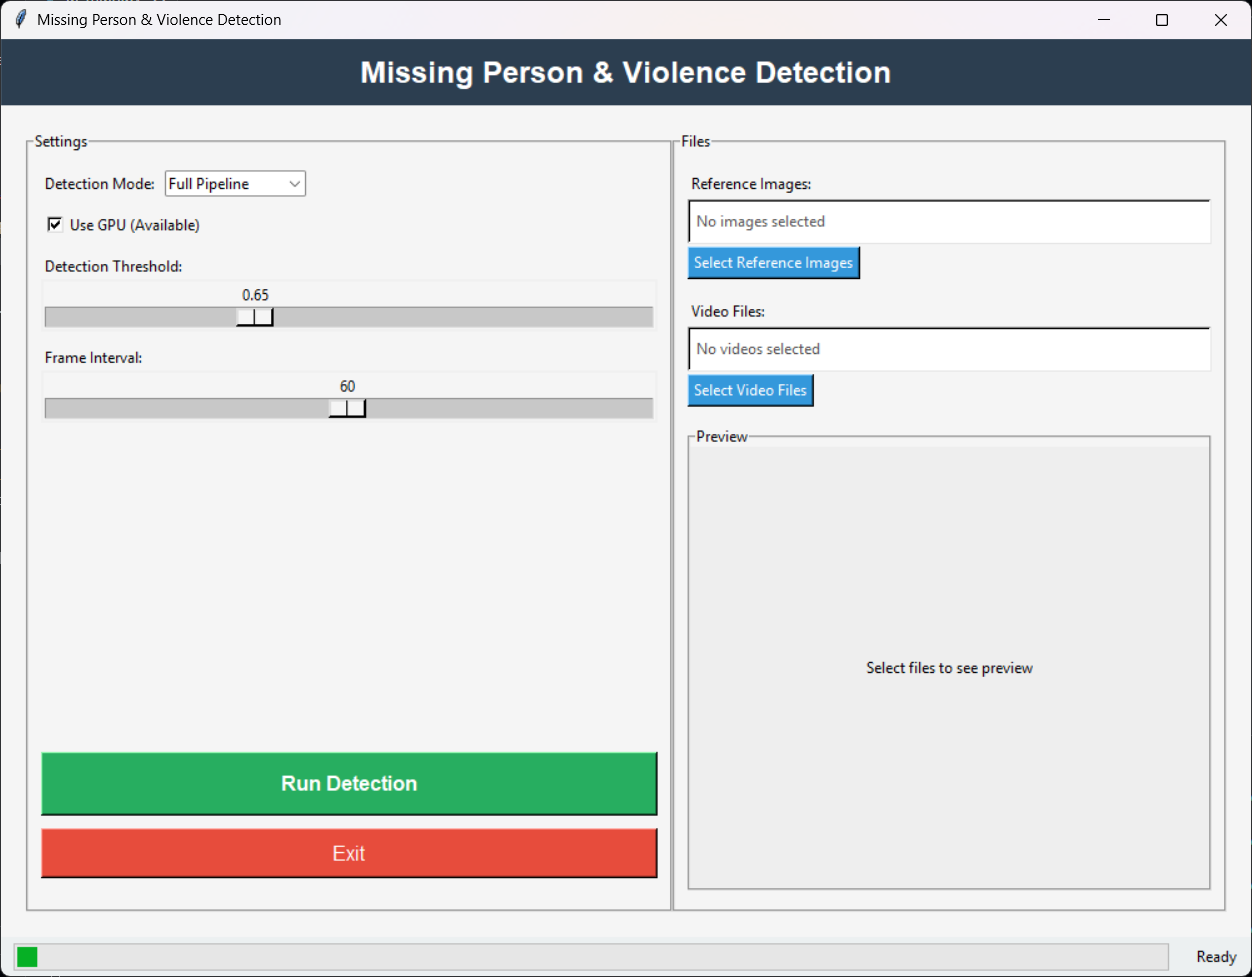 Missing Person & Violence Detection
Missing Person & Violence Detection
Settings
Detection Mode: Full Pipeline
Use GPU (Available)
Detection Threshold:
0.65
Frame Interval:
60
Run Detection
Exit
Files
Reference Images:
No images selected
Select Reference Images
Video Files:
No videos selected
Select Video Files
Preview
Select files to see preview
Ready